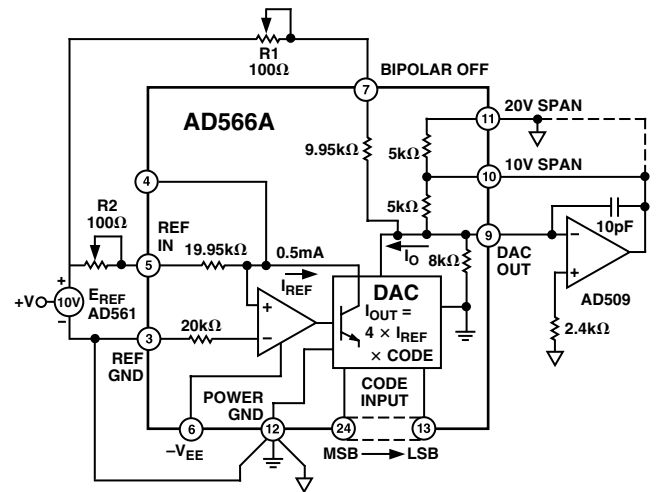 R1
100Ω
7
BIPOLAR OFF
AD566A
11
20V SPAN
9.95kΩ
5kΩ
10
10V SPAN
4
5kΩ
10pF
R2
100Ω
REF
IN
5
19.95kΩ
0.5mA
IREF
IO
8kΩ
9
DAC
OUT
AD509
+V
+
10V
−
EREF
AD561
+
−
−
+
DAC
IOUT =
4 × IREF
× CODE
2.4kΩ
3
20kΩ
REF
GND
POWER
GND
CODE
INPUT
6
12
24
13
−VEE
MSB
LSB